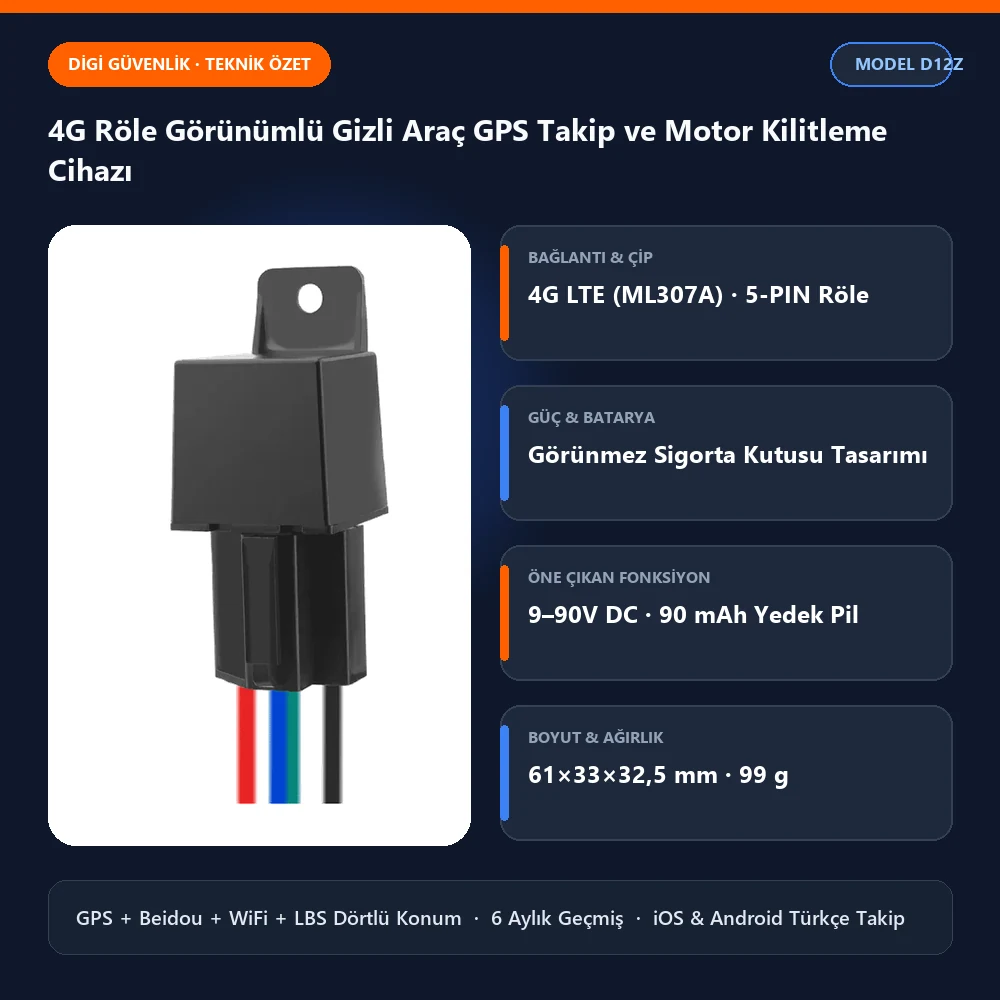 DİGİ GÜVENLİK · TEKNİK ÖZET
MODEL D12Z
4G Röle Görünümlü Gizli Araç GPS Takip ve Motor Kilitleme
Cihazı
BAĞLANTI & ÇİP
4G LTE (ML307A) · 5-PIN Röle
GÜÇ & BATARYA
Görünmez Sigorta Kutusu Tasarımı
ÖNE ÇIKAN FONKSİYON
9–90V DC · 90 mAh Yedek Pil
BOYUT & AĞIRLIK
61×33×32,5 mm · 99 g
GPS + Beidou + WiFi + LBS Dörtlü Konum · 6 Aylık Geçmiş · iOS & Android Türkçe Takip